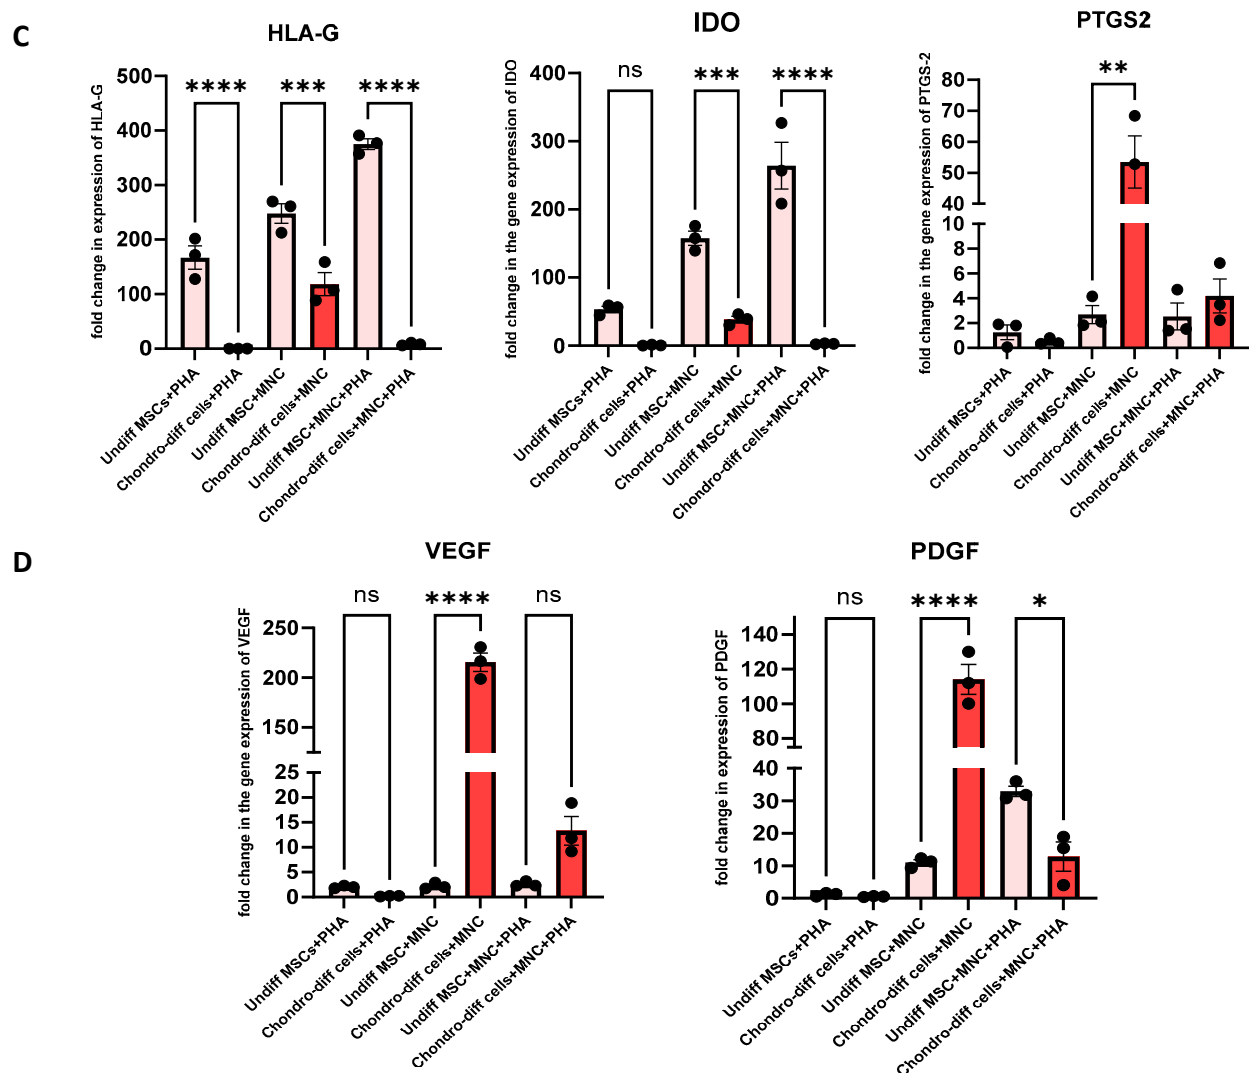 C
HLA-G
fold change in expression of HLA-G
500
400
300
200
100
0
****
***
****
Undiff MSCs+PHA
Chondro-diff cells+PHA
Undiff MSC+MNC
Chondro-diff cells+MNC
Undiff MSC+MNC+PHA
Chondro-diff cells+MNC+PHA
IDO
fold change in the gene expression of IDO
400
300
200
100
0
ns
***
****
Undiff MSCs+PHA
Chondro-diff cells+PHA
Undiff MSC+MNC
Chondro-diff cells+MNC
Undiff MSC+MNC+PHA
Chondro-diff cells+MNC+PHA
PTGS2
fold change in the gene expression of PTGS-2
80
70
60
50
40
10
8
6
4
2
0
**
Undiff MSCs+PHA
Chondro-diff cells+PHA
Undiff MSC+MNC
Chondro-diff cells+MNC
Undiff MSC+MNC+PHA
Chondro-diff cells+MNC+PHA
D
VEGF
fold change in the gene expression of VEGF
250
200
150
25
20
15
10
5
0
ns
****
ns
Undiff MSCs+PHA
Chondro-diff cells+PHA
Undiff MSC+MNC
Chondro-diff cells+MNC
Undiff MSC+MNC+PHA
Chondro-diff cells+MNC+PHA
PDGF
fold change in expression of PDGF
140
120
100
80
40
30
20
10
0
ns
****
*
Undiff MSCs+PHA
Chondro-diff cells+PHA
Undiff MSC+MNC
Chondro-diff cells+MNC
Undiff MSC+MNC+PHA
Chondro-diff cells+MNC+PHA